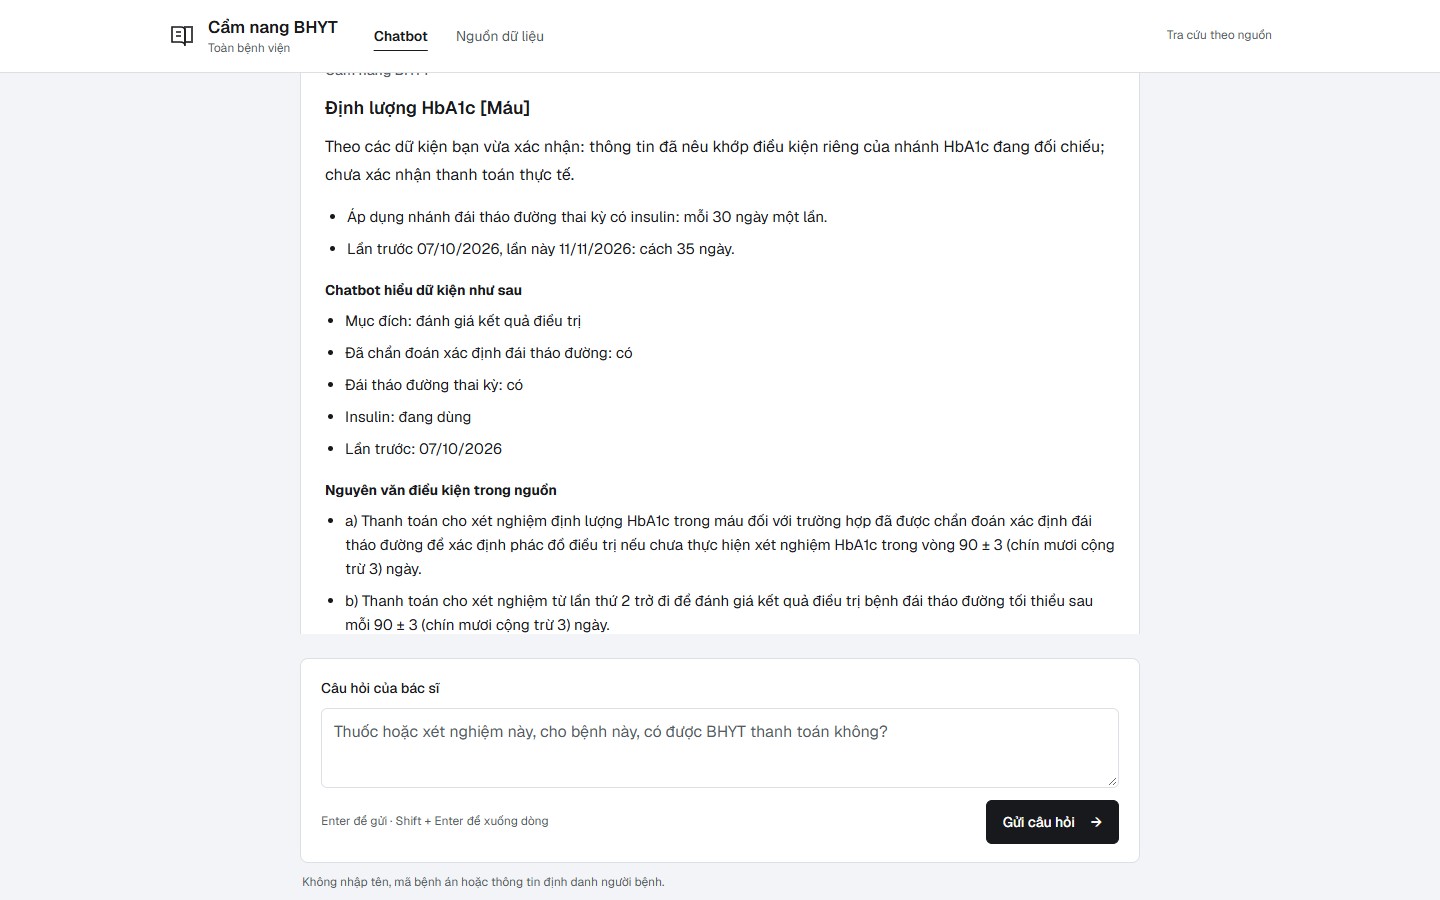 Cẩm nang BHYT
Toàn bệnh viện
Chatbot
Nguồn dữ liệu
Tra cứu theo nguồn
Định lượng HbA1c [Máu]
Theo các dữ kiện bạn vừa xác nhận: thông tin đã nêu khớp điều kiện riêng của nhánh HbA1c đang đối chiếu;
chưa xác nhận thanh toán thực tế.
• Áp dụng nhánh đái tháo đường thai kỳ có insulin: mỗi 30 ngày một lần.
• Lần trước 07/10/2026, lần này 11/11/2026: cách 35 ngày.
Chatbot hiểu dữ kiện như sau
• Mục đích: đánh giá kết quả điều trị
• Đã chẩn đoán xác định đái tháo đường: có
• Đái tháo đường thai kỳ: có
• Insulin: đang dùng
• Lần trước: 07/10/2026
Nguyên văn điều kiện trong nguồn
• a) Thanh toán cho xét nghiệm định lượng HbA1c trong máu đối với trường hợp đã được chẩn đoán xác định đái
tháo đường để xác định phác đồ điều trị nếu chưa thực hiện xét nghiệm HbA1c trong vòng 90 ± 3 (chín mươi cộng
trừ 3) ngày.
• b) Thanh toán cho xét nghiệm từ lần thứ 2 trở đi để đánh giá kết quả điều trị bệnh đái tháo đường tối thiểu sau
mỗi 90 ± 3 (chín mươi cộng trừ 3) ngày.
Câu hỏi của bác sĩ
Thuốc hoặc xét nghiệm này, cho bệnh này, có được BHYT thanh toán không?
Enter để gửi · Shift + Enter để xuống dòng
Gửi câu hỏi →
Không nhập tên, mã bệnh án hoặc thông tin định danh người bệnh.